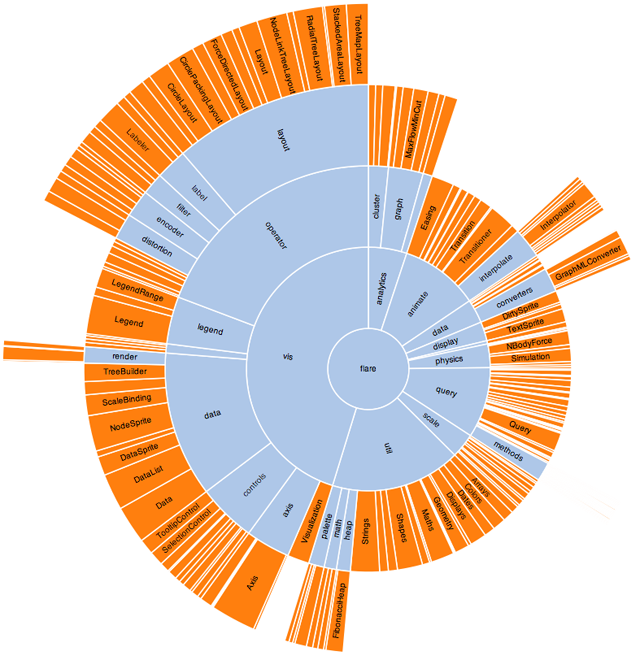 flare
analytics
cluster
graph
MaxFlowMinCut
animate
Easing
Transition
Transitioner
interpolate
Interpolator
data
converters
GraphMLConverter
display
DirtySprite
TextSprite
physics
NBodyForce
Simulation
query
Query
methods
scale
util
Arrays
Colors
Dates
Displays
Geometry
Maths
Shapes
Strings
heap
FibonacciHeap
math
palette
vis
Visualization
axis
Axis
controls
SelectionControl
TooltipControl
data
Data
DataList
DataSprite
NodeSprite
ScaleBinding
TreeBuilder
render
legend
Legend
LegendRange
operator
distortion
encoder
filter
label
Labeler
layout
CircleLayout
CirclePackingLayout
ForceDirectedLayout
Layout
NodeLinkTreeLayout
RadialTreeLayout
StackedAreaLayout
TreeMapLayout